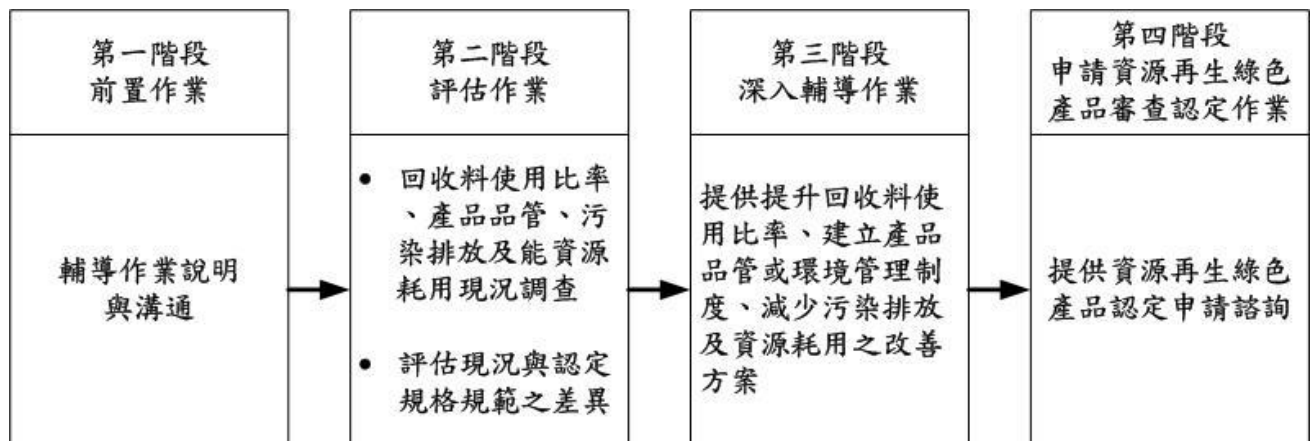 第一階段
前置作業
輔導作業說明
與溝通
第二階段
評估作業
• 回收料使用比率
、產品品管、污
染排放及能資源
耗用現況調查
• 評估現況與認定
規格規範之差異
第三階段
深入輔導作業
提供提升回收料使
用比率、建立產品
品管或環境管理制
度、減少污染排放
及資源耗用之改善
方案
第四階段
申請資源再生綠色
產品審查認定作業
提供資源再生綠色
產品認定申請諮詢